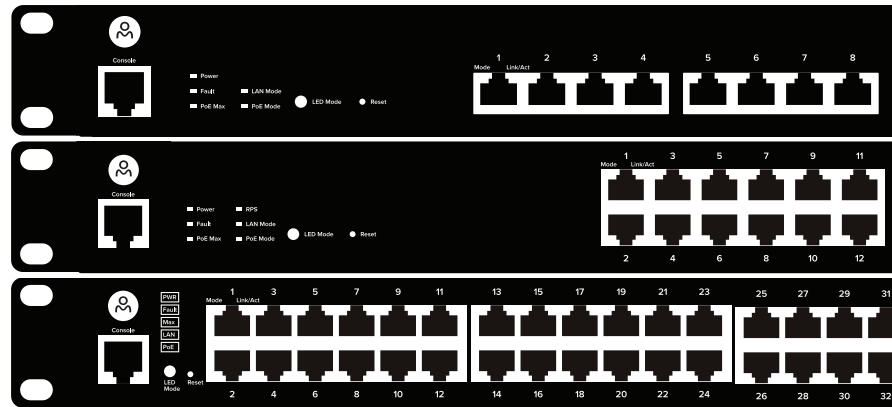 Console
Power
Fault LAN Mode
PoE Max PoE Mode
LED Mode Reset
1 2 3 4 5 6 7 8
Mode Link/Act
Console
Power RPS
Fault LAN Mode
PoE Max PoE Mode
LED Mode Reset
1 3 5 7 9 11
Mode Link/Act
2 4 6 8 10 12
Console
PWR
Fault
Max
LAN
PoE
LED
Mode
Reset
1 3 5 7 9 11 13 15 17 19 21 23 25 27 29 31
Mode Link/Act
2 4 6 8 10 12 14 16 18 20 22 24 26 28 30 32